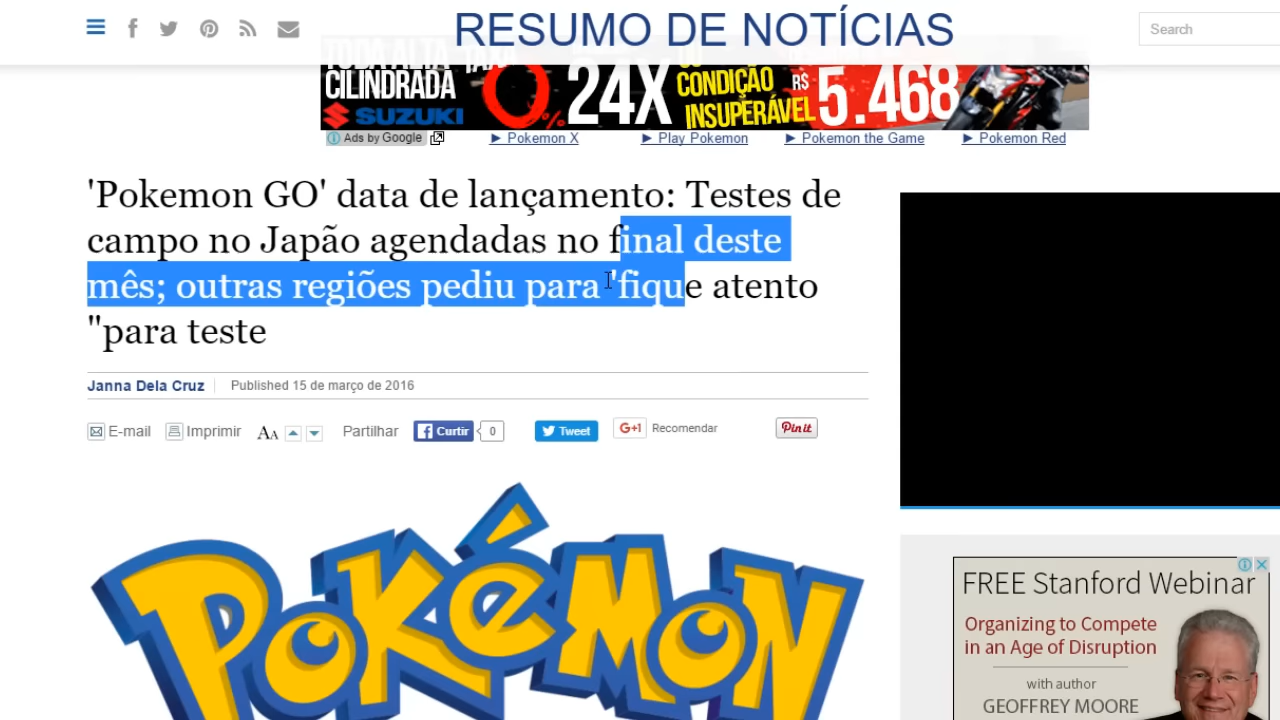 RESUMO DE NOTÍCIAS
Search
TODA ALTA
CILINDRADA
SUZUKI
TAXA
0%
24X
OU
CONDIÇÃO
INSUPERÁVEL
R$ 5.468
Ads by Google
► Pokemon X
► Play Pokemon
► Pokemon the Game
► Pokemon Red
'Pokemon GO' data de lançamento: Testes de
campo no Japão agendadas no final deste
mês; outras regiões pediu para 'fique atento
"para teste
Janna Dela Cruz
Published 15 de março de 2016
E-mail
Imprimir
AA
Partilhar
Curtir
0
Tweet
G+1
Recomendar
Pin it
POKéMON
FREE Stanford Webinar
Organizing to Compete
in an Age of Disruption
with author
GEOFFREY MOORE